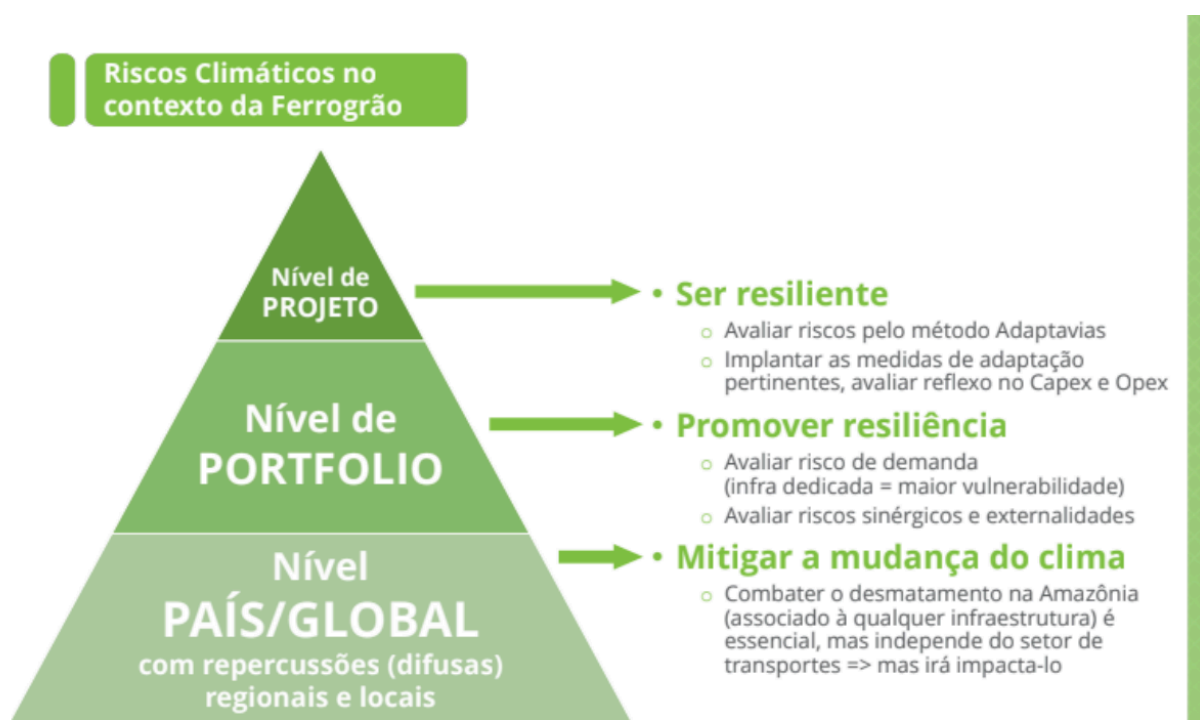 Riscos Climáticos no
contexto da Ferrogrão
Nível de
PROJETO
• Ser resiliente
o Avaliar riscos pelo método Adaptavias
o Implantar as medidas de adaptação
pertinentes, avaliar reflexo no Capex e Opex
Nível de
PORTFOLIO
• Promover resiliência
o Avaliar risco de demanda
(infra dedicada = maior vulnerabilidade)
o Avaliar riscos sinérgicos e externalidades
Nível
PAÍS/GLOBAL
com repercussões (difusas)
regionais e locais
• Mitigar a mudança do clima
o Combater o desmatamento na Amazônia
(associado à qualquer infraestrutura) é
essencial, mas independe do setor de
transportes => mas irá impacta-lo